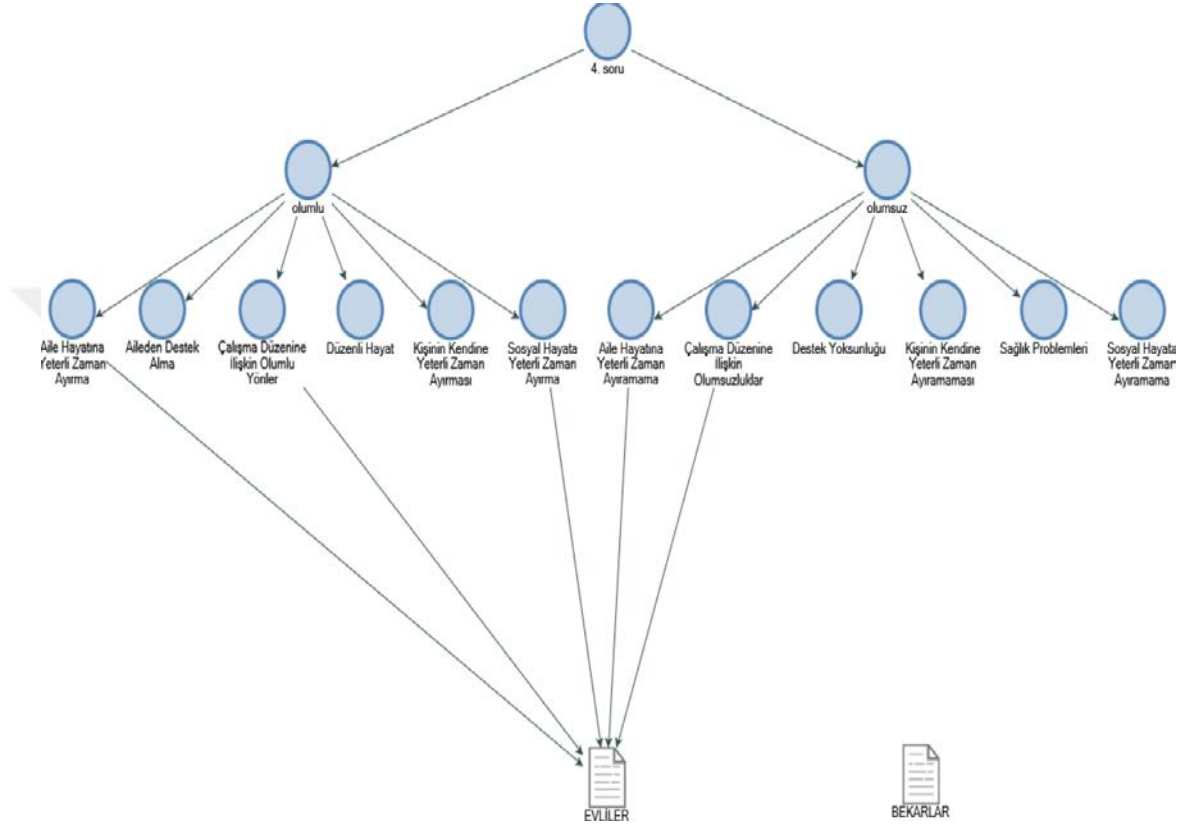 4. soru
olumlu
olumsuz
Aile Hayatına
Yeterli Zaman
Ayırma
Aileden Destek
Alma
Çalışma Düzenine
İlişkin Olumlu
Yönler
Düzenli Hayat
Kişinin Kendine
Yeterli Zaman
Ayırması
Sosyal Hayata
Yeterli Zaman
Ayırma
Aile Hayatına
Yeterli Zaman
Ayıramama
Çalışma Düzenine
İlişkin
Olumsuzluklar
Destek Yoksunluğu
Kişinin Kendine
Yeterli Zaman
Ayıramaması
Sağlık Problemleri
Sosyal Hayata
Yeterli Zaman
Ayıramama
EVLİLER
BEKARLAR